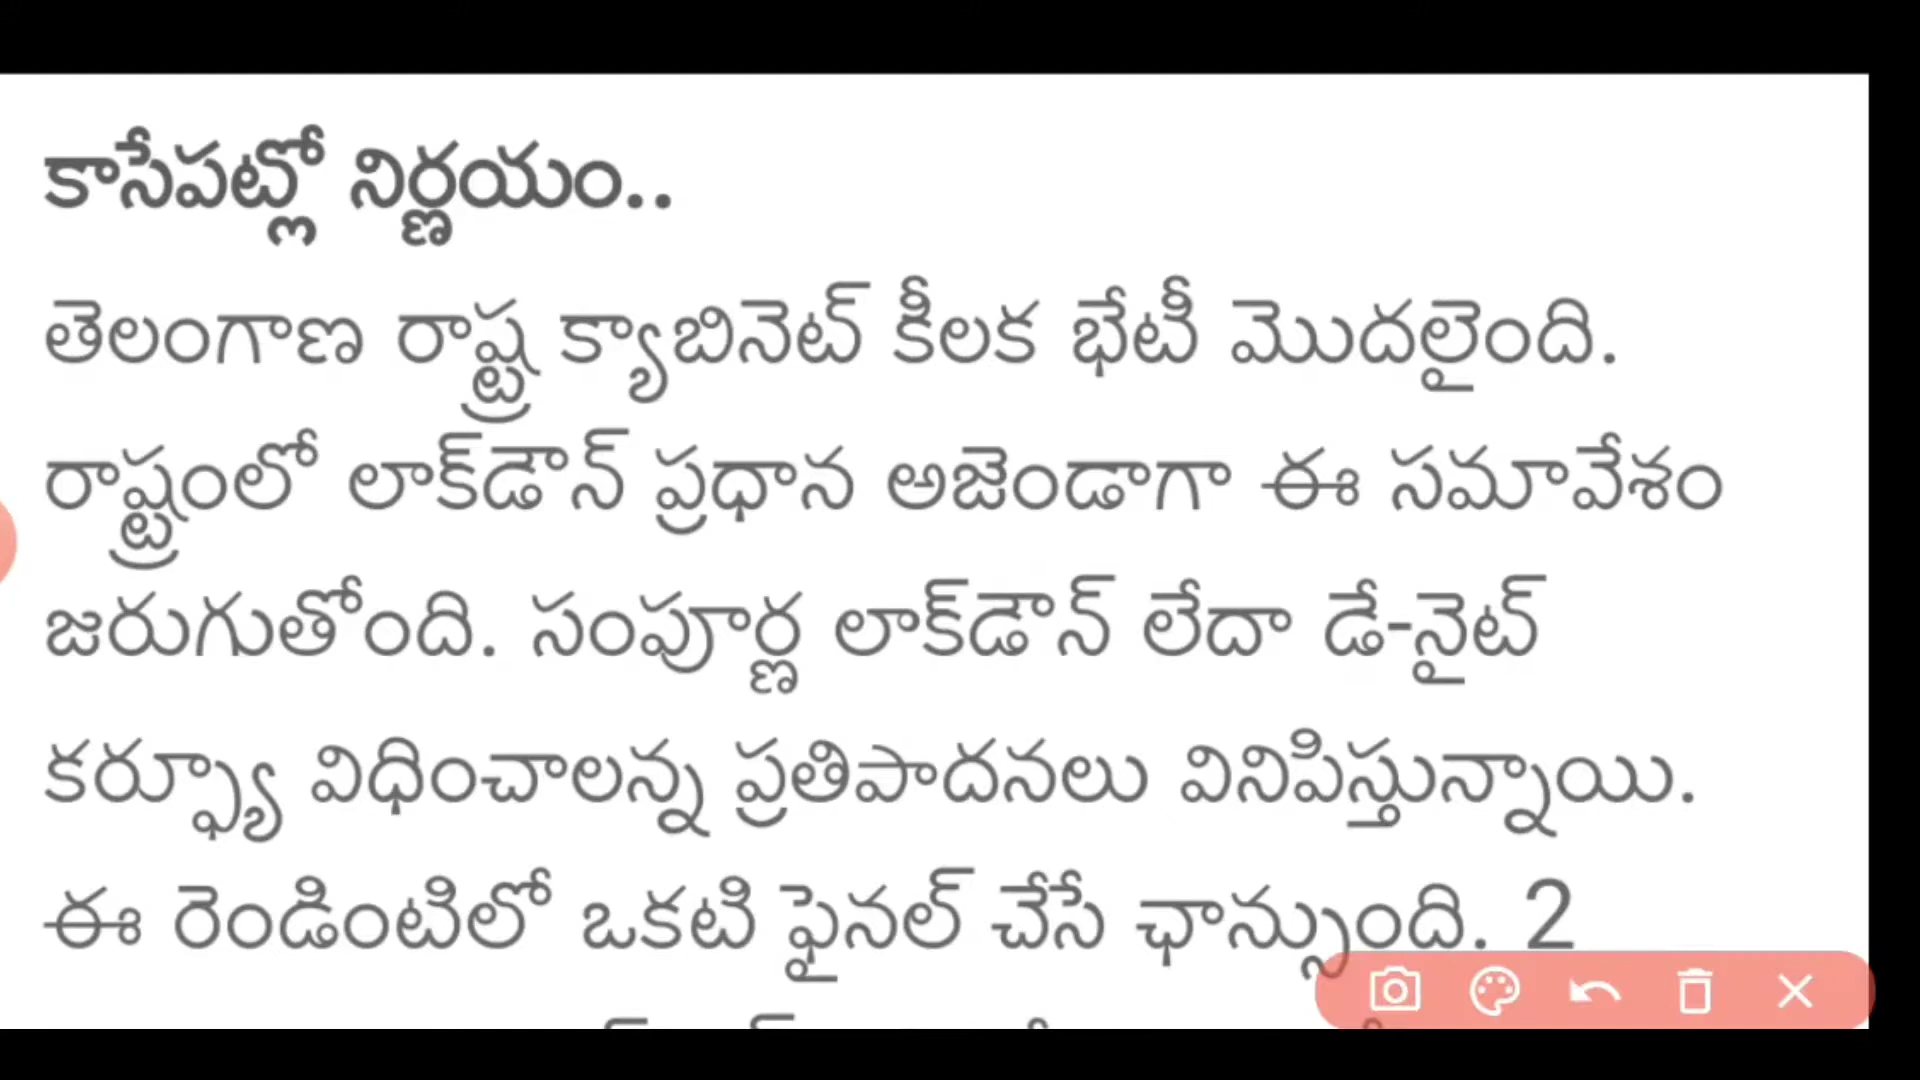 కాసేపట్లో నిర్ణయం..
తెలంగాణ రాష్ట్ర క్యాబినెట్ కీలక భేటీ మొదలైంది.
రాష్ట్రంలో లాక్‌డౌన్ ప్రధాన అజెండాగా ఈ సమావేశం
జరుగుతోంది. సంపూర్ణ లాక్‌డౌన్ లేదా డే-నైట్
కర్ఫ్యూ విధించాలన్న ప్రతిపాదనలు వినిపిస్తున్నాయి.
ఈ రెండింటిలో ఒకటి ఫైనల్ చేసే ఛాన్సుంది. 2